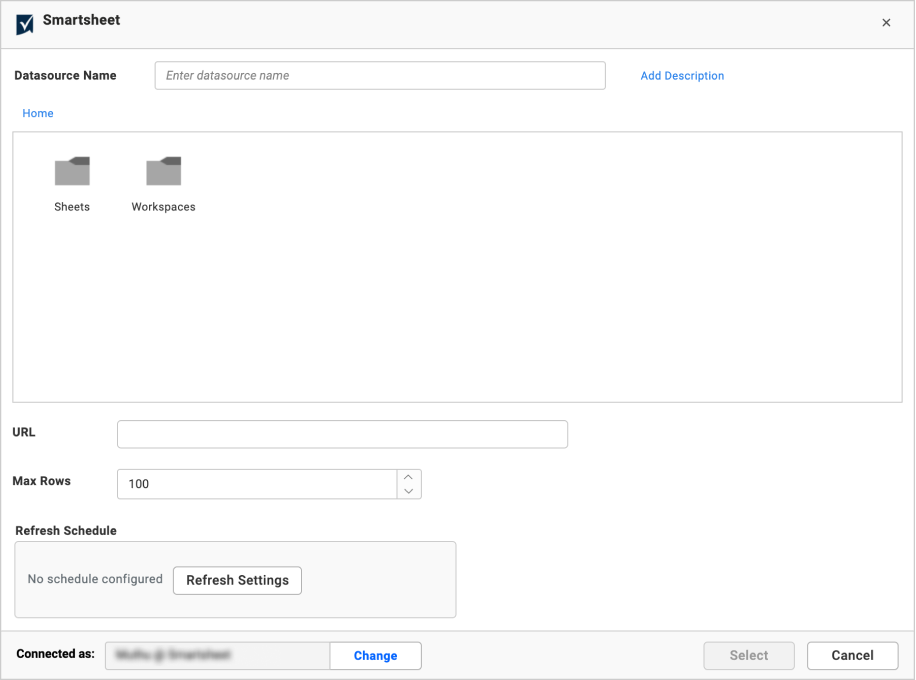 Smartsheet
Datasource Name
Enter datasource name
Add Description
Home
Sheets
Workspaces
URL
Max Rows
100
Refresh Schedule
No schedule configured
Refresh Settings
Connected as:
Change
Select
Cancel